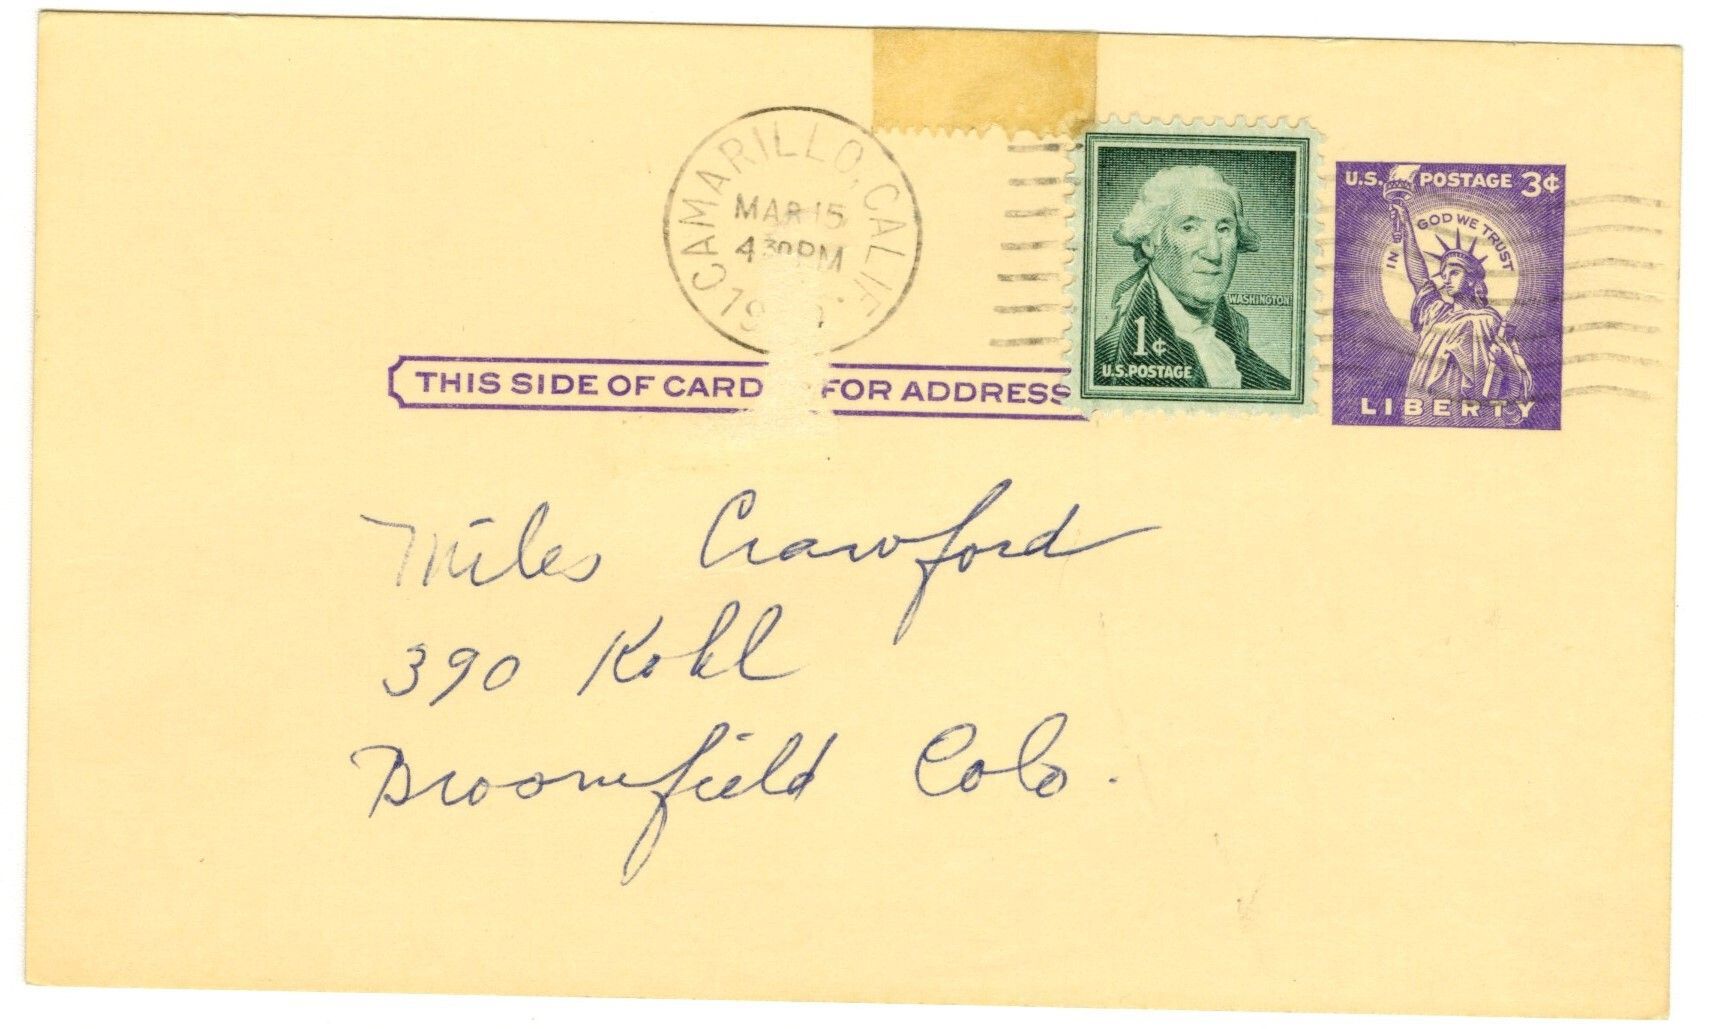 CAMARILLO, CALIF.
MAR 15
4 30 PM
U.S. POSTAGE 3¢
IN GOD WE TRUST
LIBERTY
WASHINGTON
1¢
U.S. POSTAGE
THIS SIDE OF CARD FOR ADDRESS
Miles Crawford
390 Kohl
Broomfield Colo.